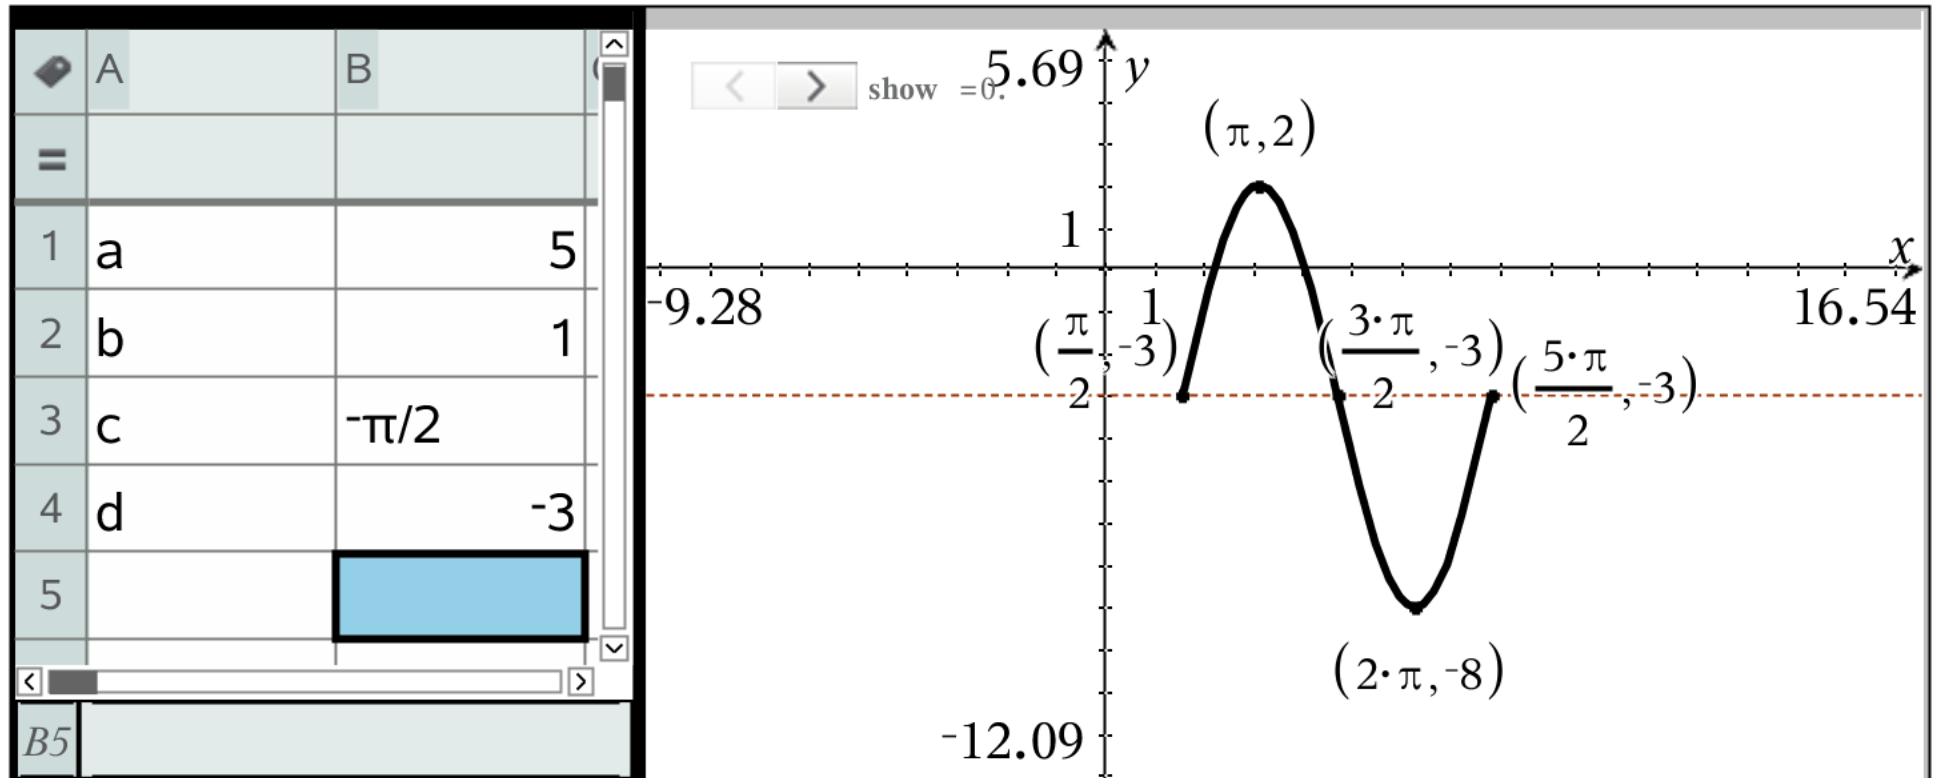 A B
=
1 a 5
2 b 1
3 c -π/2
4 d -3
5
B5
show =0.
5.69 y
(π,2)
1
x
-9.28
1
16.54
(π/2,-3)
(3·π/2,-3)
(5·π/2,-3)
(2·π,-8)
-12.09